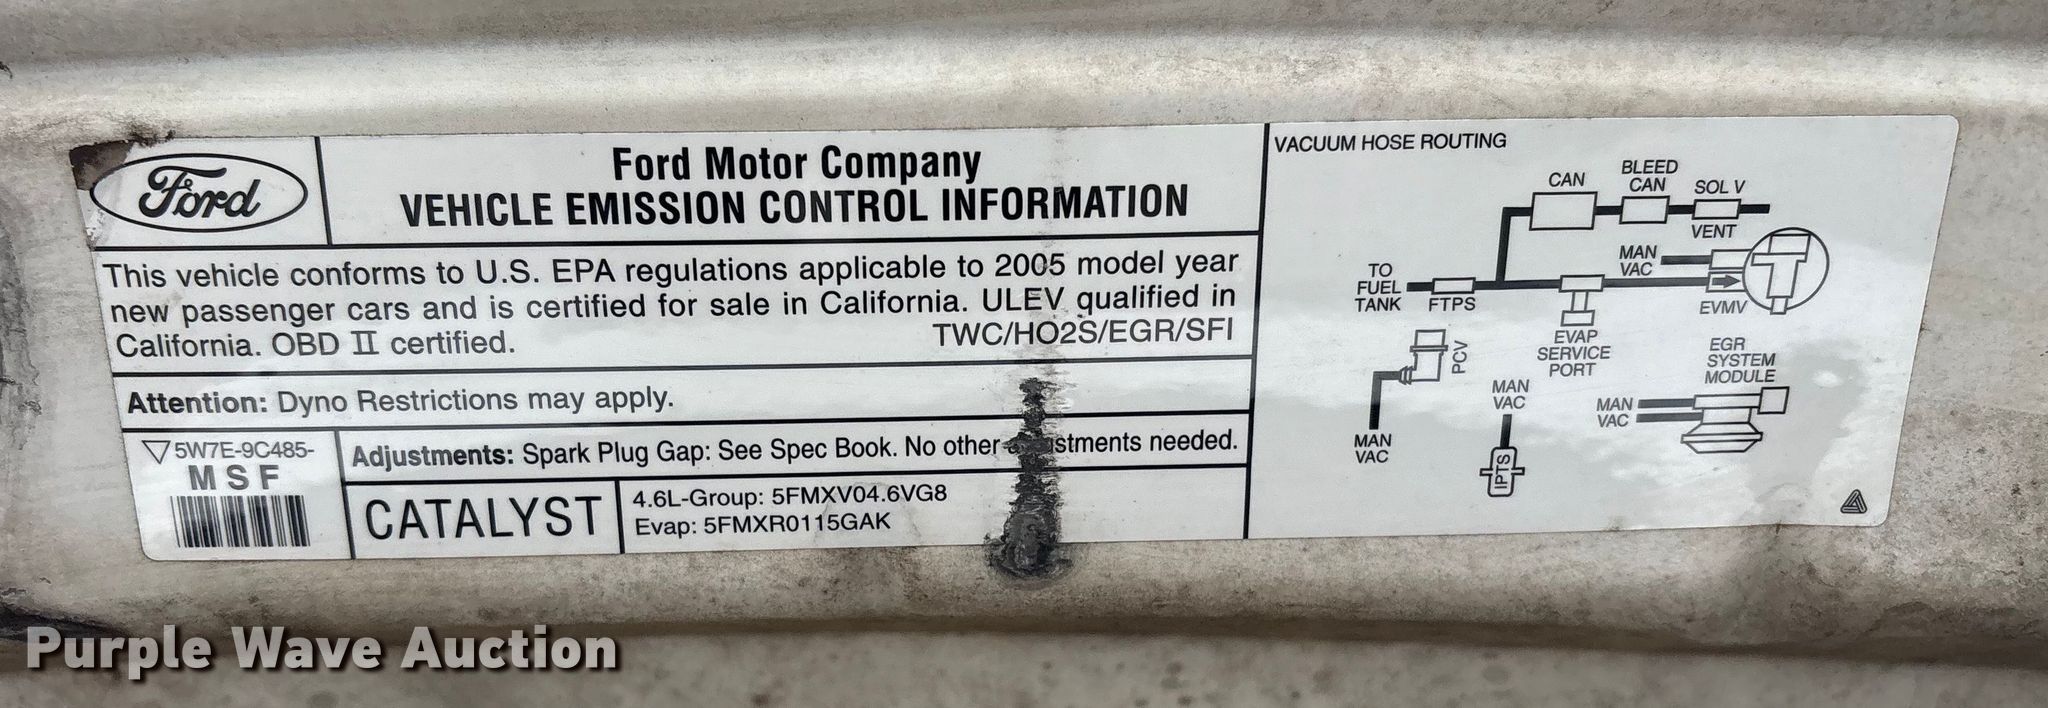 Ford
Ford Motor Company
VEHICLE EMISSION CONTROL INFORMATION
This vehicle conforms to U.S. EPA regulations applicable to 2005 model year
new passenger cars and is certified for sale in California. ULEV qualified in
California. OBD II certified.
TWC/HO2S/EGR/SFI
Attention: Dyno Restrictions may apply.
5W7E-9C485-
MSF
Adjustments: Spark Plug Gap: See Spec Book. No other adjustments needed.
CATALYST
4.6L-Group: 5FMXV04.6VG8
Evap: 5FMXR0115GAK
VACUUM HOSE ROUTING
CAN
BLEED
CAN
SOL V
VENT
MAN
VAC
TO
FUEL
TANK
FTPS
EVMV
EVAP
SERVICE
PORT
PCV
MAN
VAC
MAN
VAC
IPTS
EGR
SYSTEM
MODULE
MAN
VAC
Purple Wave Auction